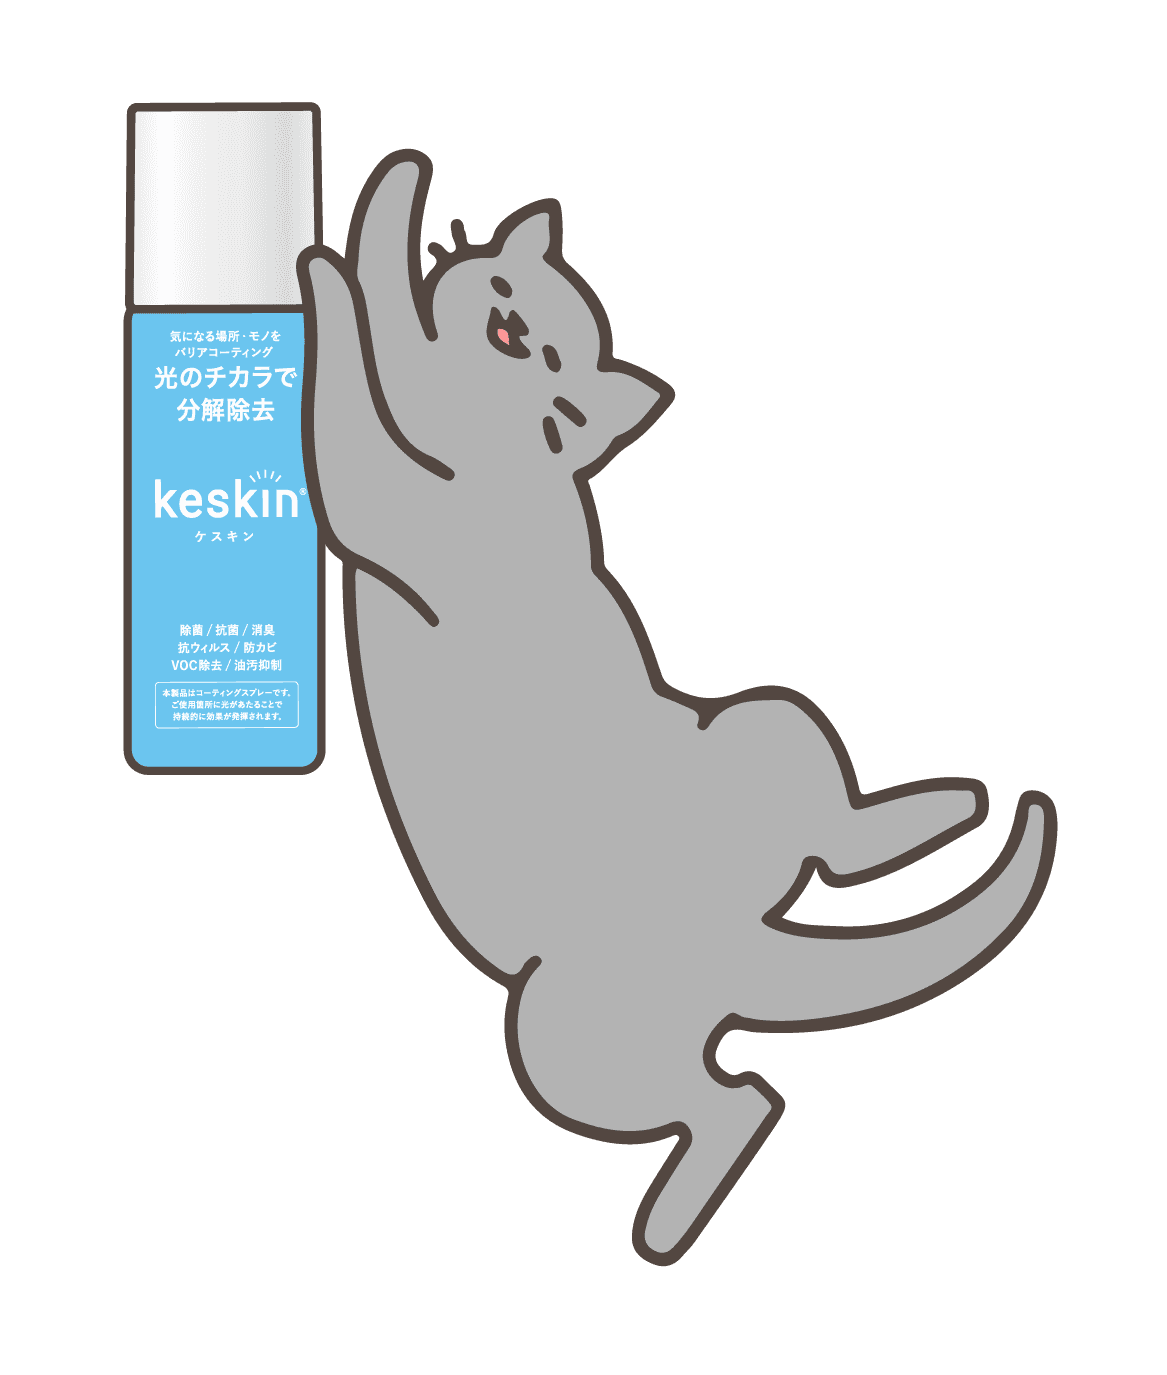 気になる場所・モノを
バリアコーティング
光のチカラで
分解除去
keskin®
ケスキン
除菌/抗菌/消臭
抗ウィルス/防カビ
VOC除去/油汚抑制
本製品はコーティングスプレーです。
ご使用箇所に光があたることで
持続的に効果が発揮されます。